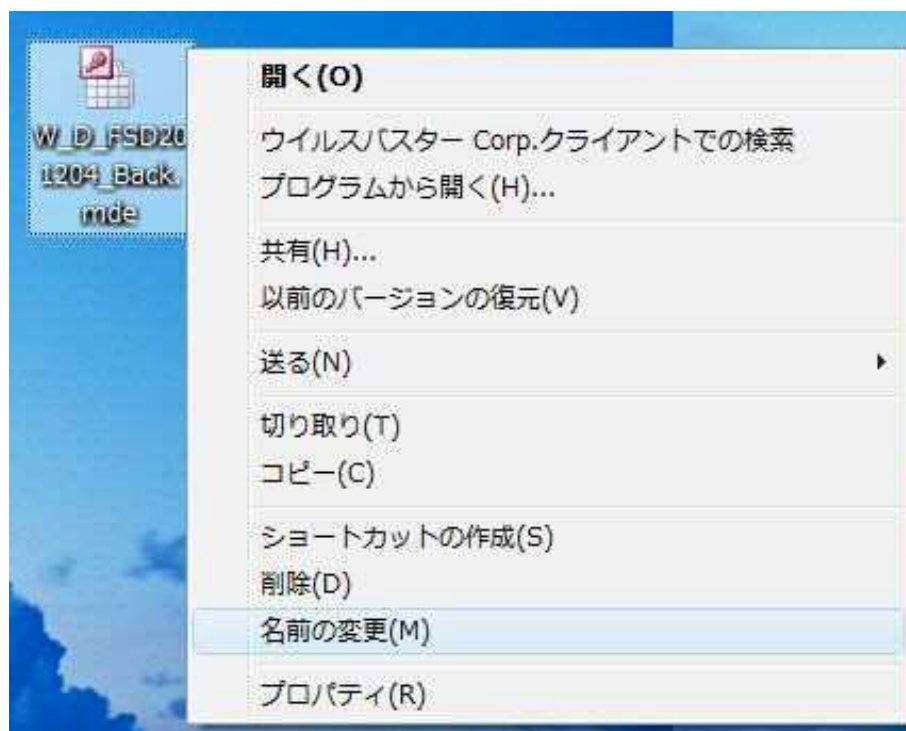 W_D_FSD20
1204_Back.
mde
開く(O)
ウイルスバスター Corp.クライアントでの検索
プログラムから開く(H)...
共有(H)...
以前のバージョンの復元(V)
送る(N)
切り取り(T)
コピー(C)
ショートカットの作成(S)
削除(D)
名前の変更(M)
プロパティ(R)